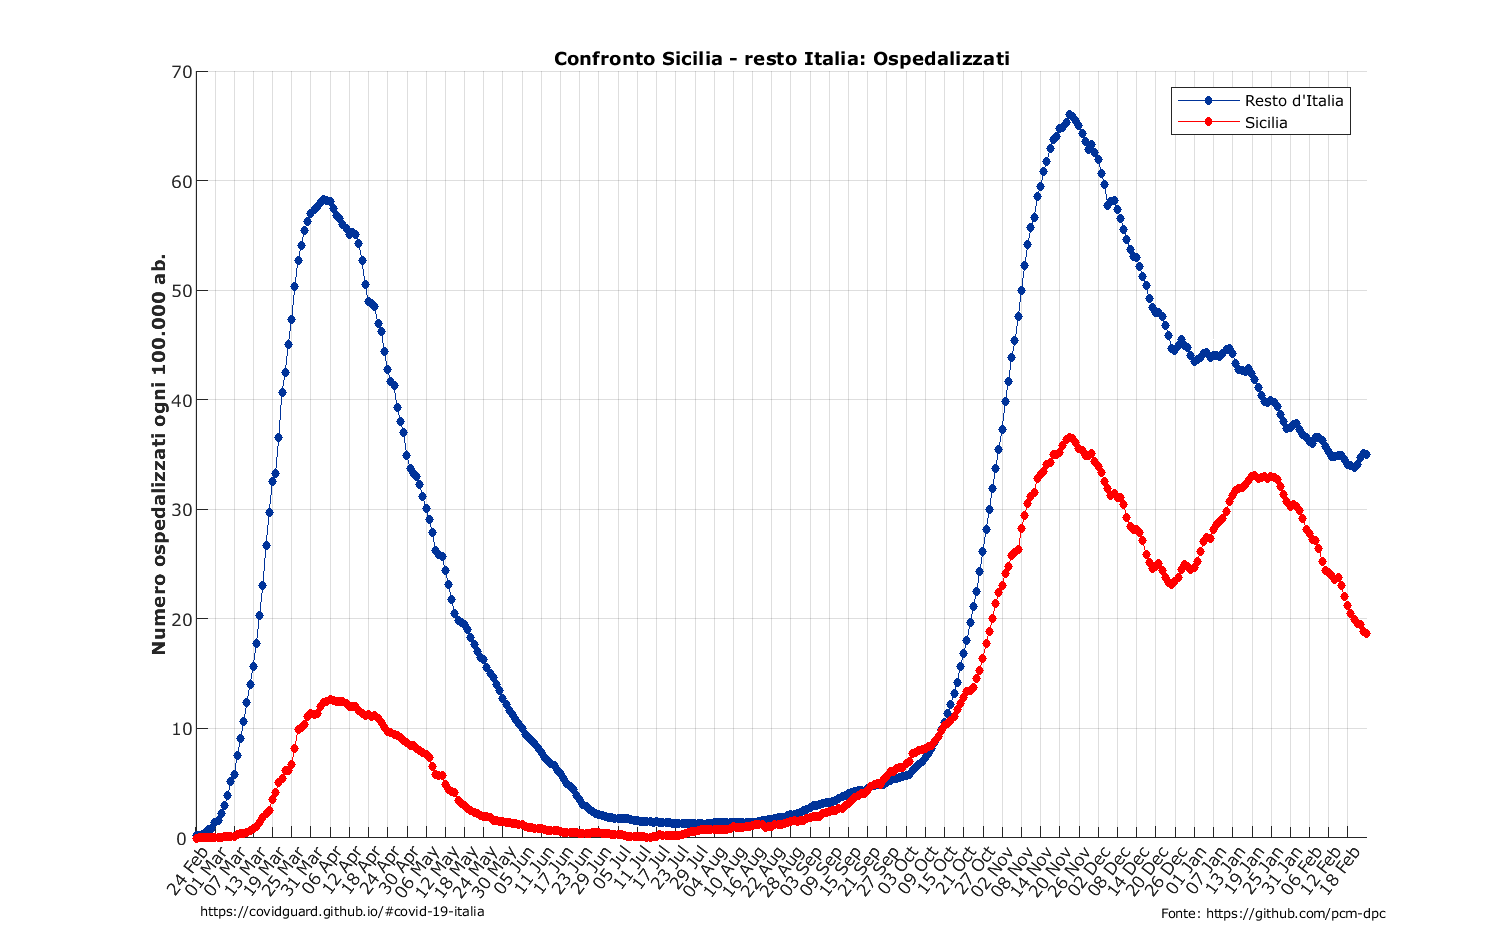 Confronto Sicilia - resto Italia: Ospedalizzati
Resto d'Italia
Sicilia
Numero ospedalizzati ogni 100.000 ab.
70
60
50
40
30
20
10
0
24 Feb
01 Mar
07 Mar
13 Mar
19 Mar
25 Mar
31 Mar
06 Apr
12 Apr
18 Apr
24 Apr
30 Apr
06 May
12 May
18 May
24 May
30 May
05 Jun
11 Jun
17 Jun
23 Jun
29 Jun
05 Jul
11 Jul
17 Jul
23 Jul
29 Jul
04 Aug
10 Aug
16 Aug
22 Aug
28 Aug
03 Sep
09 Sep
15 Sep
21 Sep
27 Sep
03 Oct
09 Oct
15 Oct
21 Oct
27 Oct
02 Nov
08 Nov
14 Nov
20 Nov
26 Nov
02 Dec
08 Dec
14 Dec
20 Dec
26 Dec
01 Jan
07 Jan
13 Jan
19 Jan
25 Jan
31 Jan
06 Feb
12 Feb
18 Feb
https://covidguard.github.io/#covid-19-italia
Fonte: https://github.com/pcm-dpc